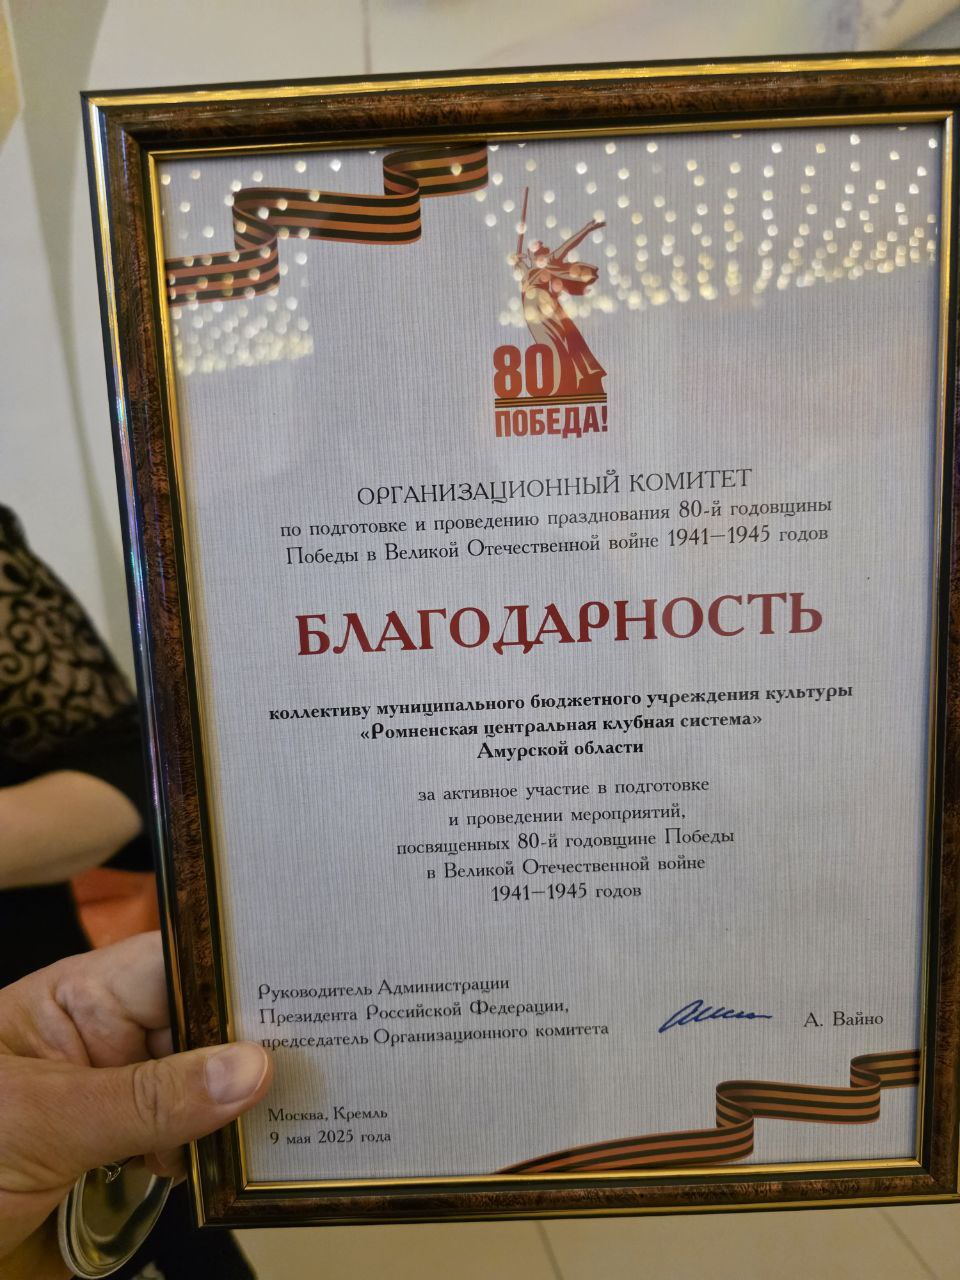 80
ПОБЕДА!
ОРГАНИЗАЦИОННЫЙ КОМИТЕТ
по подготовке и проведению празднования 80-й годовщины
Победы в Великой Отечественной войне 1941—1945 годов
БЛАГОДАРНОСТЬ
коллективу муниципального бюджетного учреждения культуры
«Ромненская центральная клубная система»
Амурской области
за активное участие в подготовке
и проведении мероприятий,
посвященных 80-й годовщине Победы
в Великой Отечественной войне
1941—1945 годов
Руководитель Администрации
Президента Российской Федерации,
председатель Организационного комитета
А. Вайно
Москва, Кремль
9 мая 2025 года